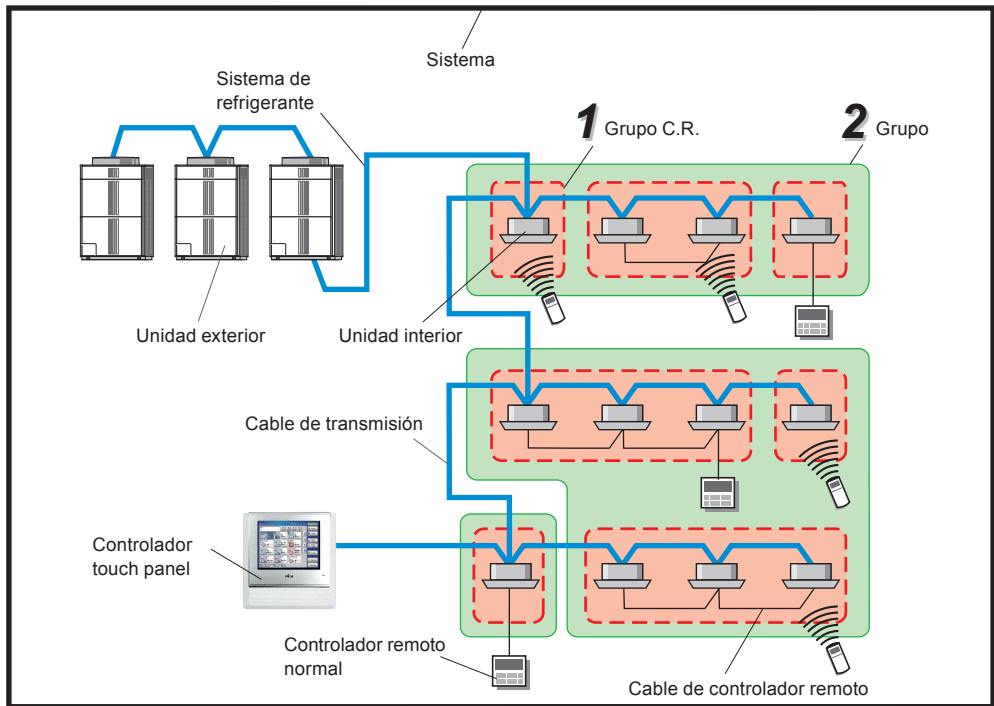 Sistema
Sistema de
refrigerante
1 Grupo C.R.
2 Grupo
Unidad exterior
Unidad interior
Cable de transmisión
Controlador
touch panel
Controlador remoto
normal
Cable de controlador remoto